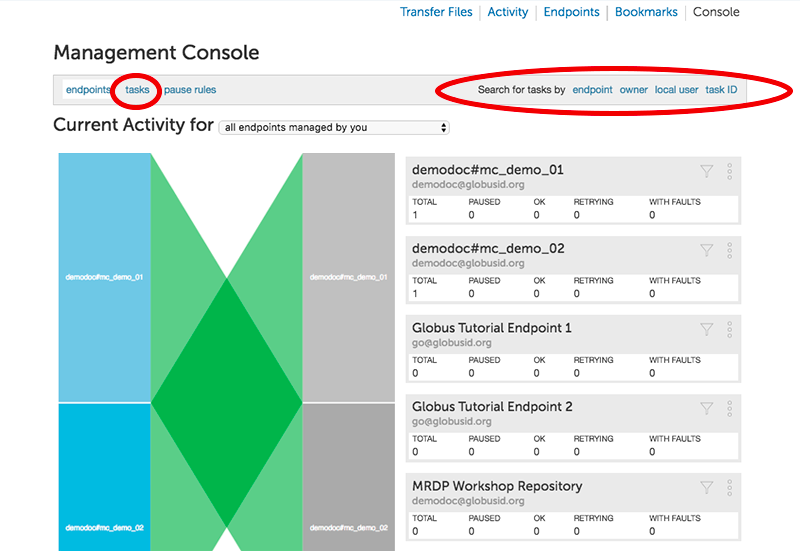 Transfer Files Activity Endpoints Bookmarks Console
Management Console
endpoints tasks pause rules Search for tasks by endpoint owner local user task ID
Current Activity for all endpoints managed by you
demodoc#mc_demo_01
demodoc#mc_demo_01
demodoc#mc_demo_02
demodoc#mc_demo_02
demodoc#mc_demo_01
demodoc@globusid.org
TOTAL PAUSED OK RETRYING WITH FAULTS
1 0 0 0 0
demodoc#mc_demo_02
demodoc@globusid.org
TOTAL PAUSED OK RETRYING WITH FAULTS
1 0 0 0 0
Globus Tutorial Endpoint 1
go@globusid.org
TOTAL PAUSED OK RETRYING WITH FAULTS
0 0 0 0 0
Globus Tutorial Endpoint 2
go@globusid.org
TOTAL PAUSED OK RETRYING WITH FAULTS
0 0 0 0 0
MRDP Workshop Repository
demodoc@globusid.org
TOTAL PAUSED OK RETRYING WITH FAULTS
0 0 0 0 0